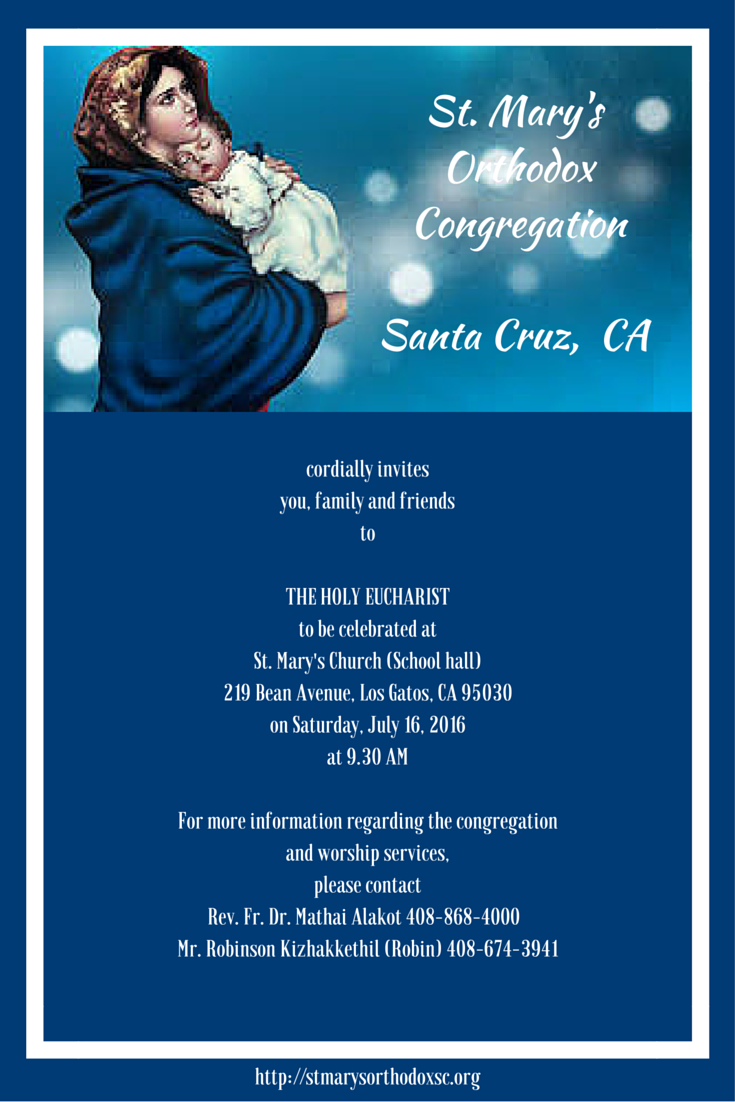 St. Mary's
Orthodox
Congregation
Santa Cruz, CA
cordially invites
you, family and friends
to
THE HOLY EUCHARIST
to be celebrated at
St. Mary's Church (School hall)
219 Bean Avenue, Los Gatos, CA 95030
on Saturday, July 16, 2016
at 9.30 AM
For more information regarding the congregation
and worship services,
please contact
Rev. Fr. Dr. Mathai Alakot 408-868-4000
Mr. Robinson Kizhakkethil (Robin) 408-674-3941
http://stmarysorthodoxsc.org